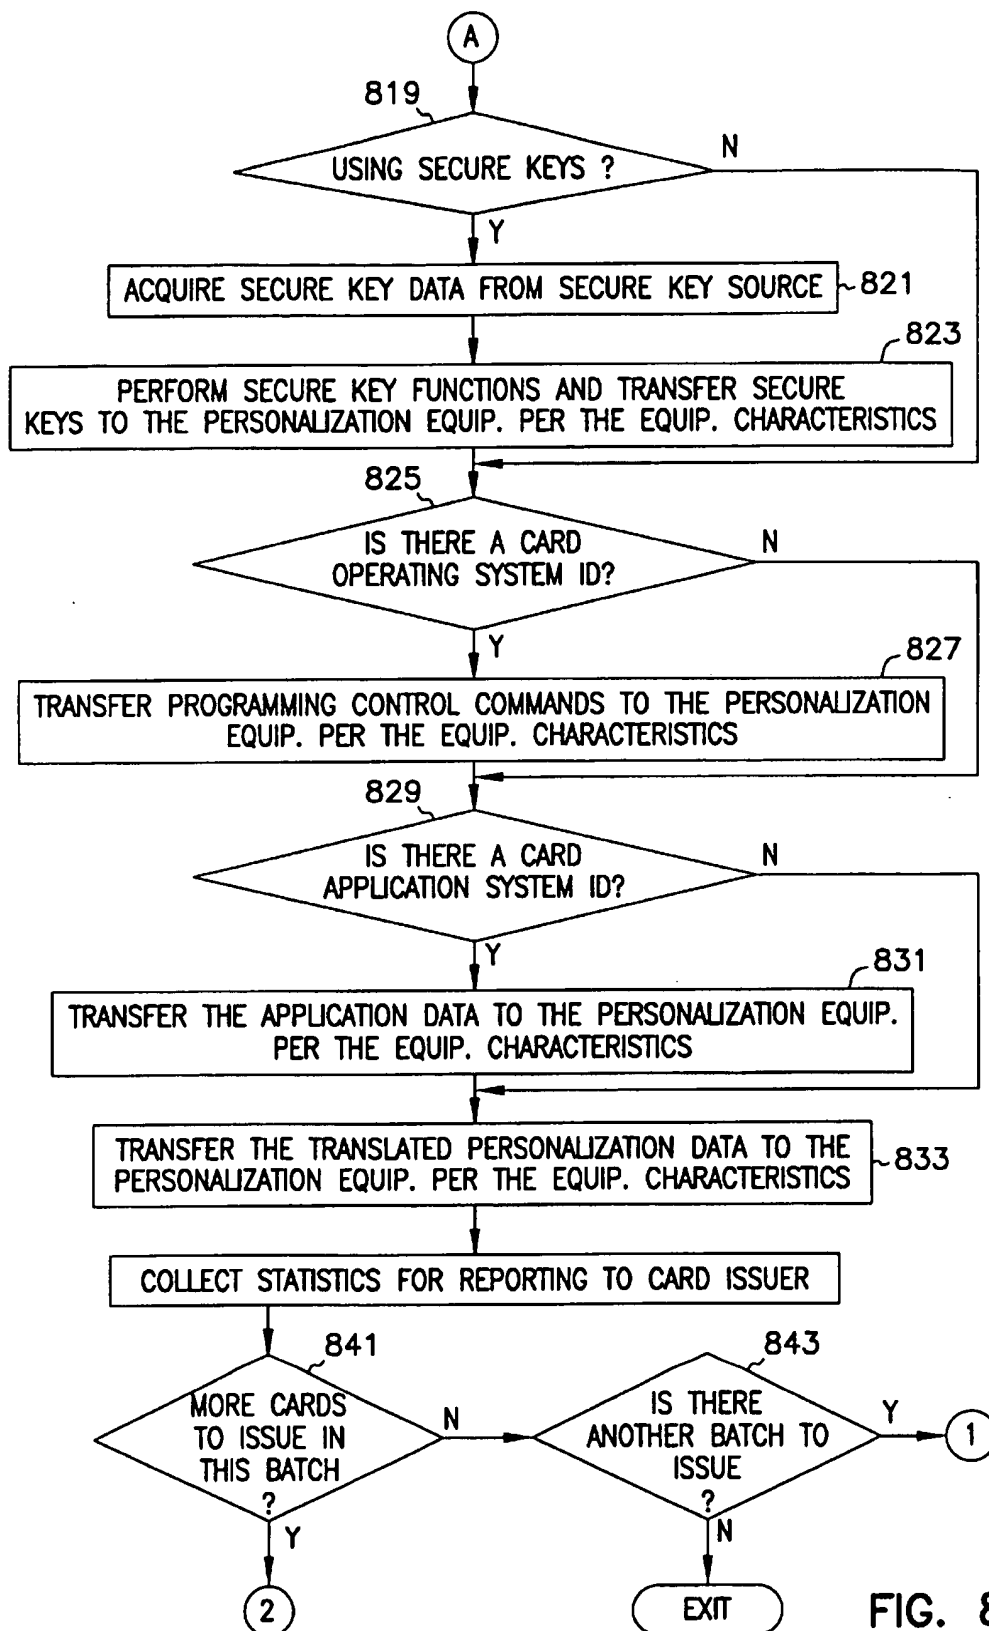 A
819
USING SECURE KEYS ?
N
Y
ACQUIRE SECURE KEY DATA FROM SECURE KEY SOURCE
821
823
PERFORM SECURE KEY FUNCTIONS AND TRANSFER SECURE
KEYS TO THE PERSONALIZATION EQUIP. PER THE EQUIP. CHARACTERISTICS
825
IS THERE A CARD
OPERATING SYSTEM ID?
N
Y
827
TRANSFER PROGRAMMING CONTROL COMMANDS TO THE PERSONALIZATION
EQUIP. PER THE EQUIP. CHARACTERISTICS
829
IS THERE A CARD
APPLICATION SYSTEM ID?
N
Y
831
TRANSFER THE APPLICATION DATA TO THE PERSONALIZATION EQUIP.
PER THE EQUIP. CHARACTERISTICS
TRANSFER THE TRANSLATED PERSONALIZATION DATA TO THE
PERSONALIZATION EQUIP. PER THE EQUIP. CHARACTERISTICS
833
COLLECT STATISTICS FOR REPORTING TO CARD ISSUER
841
MORE CARDS
TO ISSUE IN
THIS BATCH
?
N
Y
2
843
IS THERE
ANOTHER BATCH TO
ISSUE
?
Y
1
N
EXIT
FIG. 8